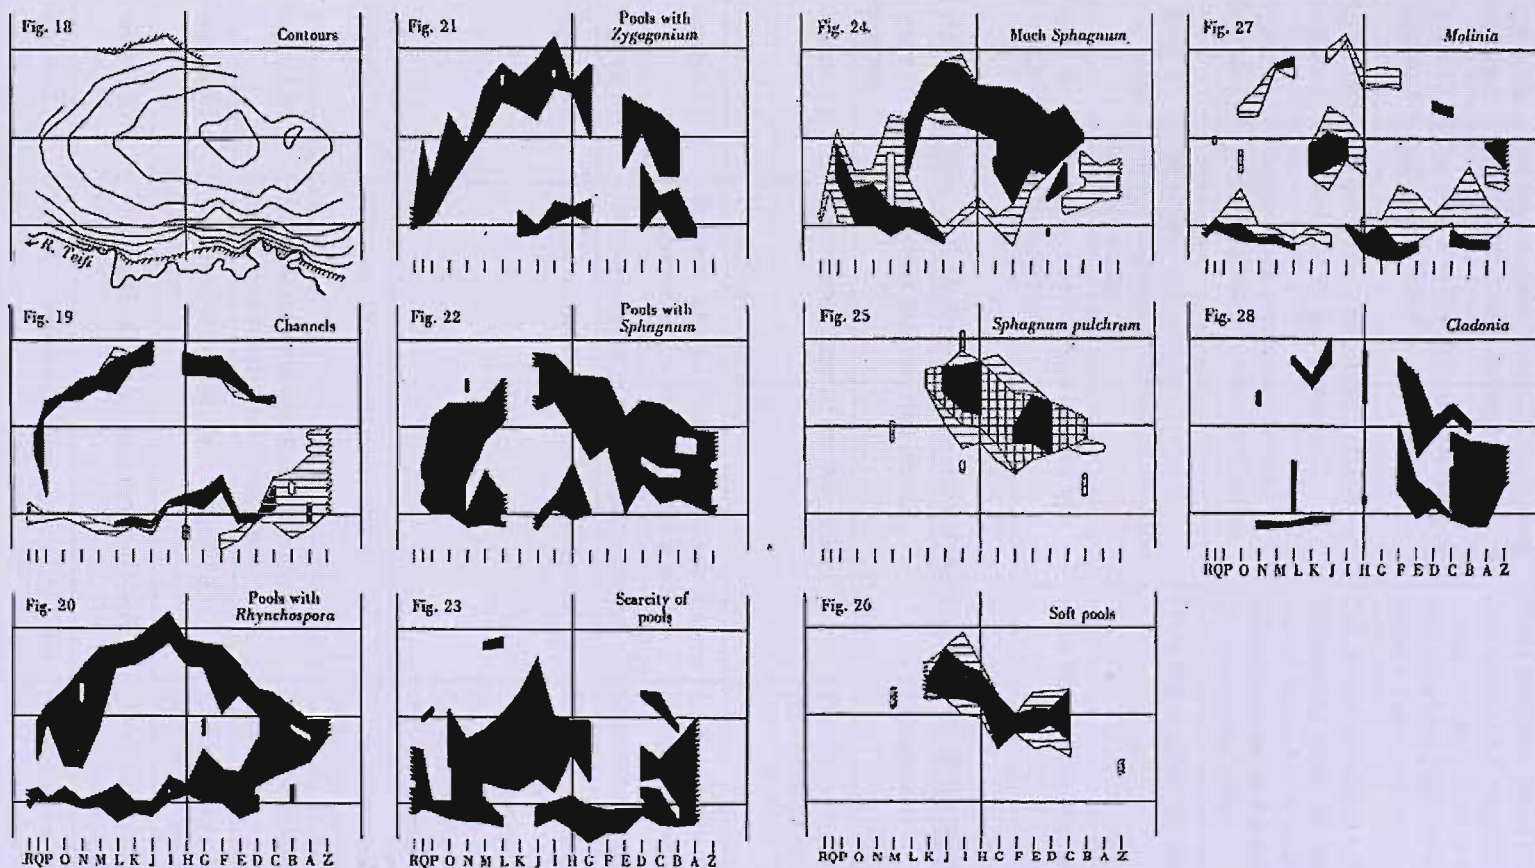 Fig. 18
Contours
R. Teifi
Fig. 21
Pools with
Zygogonium
Fig. 24.
Much Sphagnum
Fig. 27
Molinia
Fig. 19
Channels
Fig. 22
Pools with
Sphagnum
Fig. 25
Sphagnum pulchrum
Fig. 28
Cladonia
RQP O N M L K J I H G F E D C B A Z
Fig. 20
Pools with
Rhynchospora
RQP O N M L K J I H G F E D C B A Z
Fig. 23
Scarcity of
pools
RQP O N M L K J I H G F E D C B A Z
Fig. 26
Soft pools
RQP O N M L K J I H G F E D C B A Z